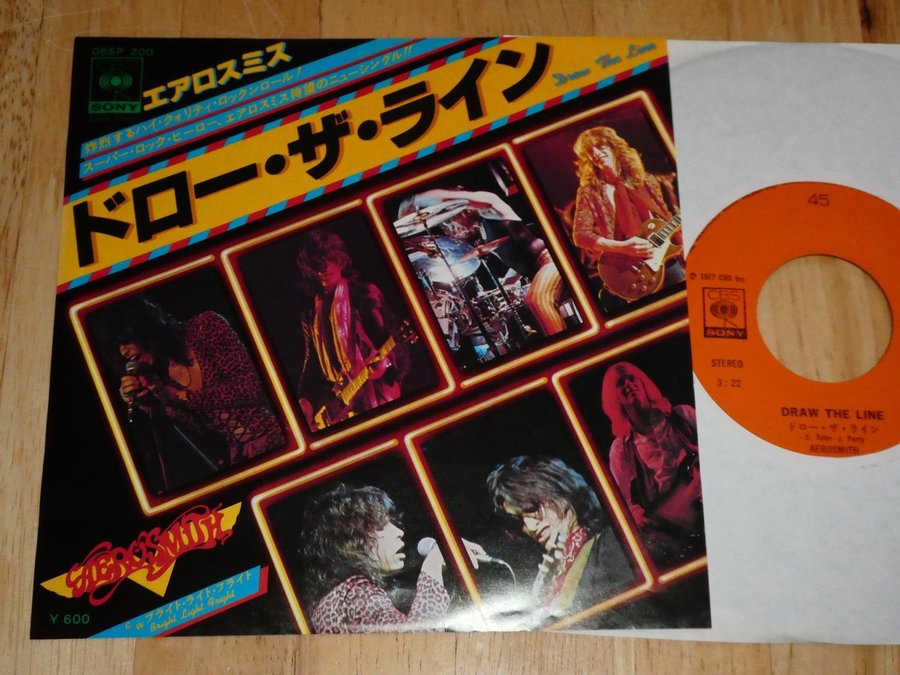 06SP 200
CBS
SONY
エアロスミス
炸烈するハイ・クォリティ・ロックンロール!
スーパー・ロック・ヒーロー、エアロスミス待望のニューシングル!!
Draw The Line
ドロー・ザ・ライン
AEROSMITH
¥600
C/W ブライト・ライト・フライト
Bright Light Fright
45
℗ 1977 CBS Inc.
CBS
SONY
STEREO
3:22
DRAW THE LINE
ドロー・ザ・ライン
-S. Tyler-J. Perry-
AEROSMITH